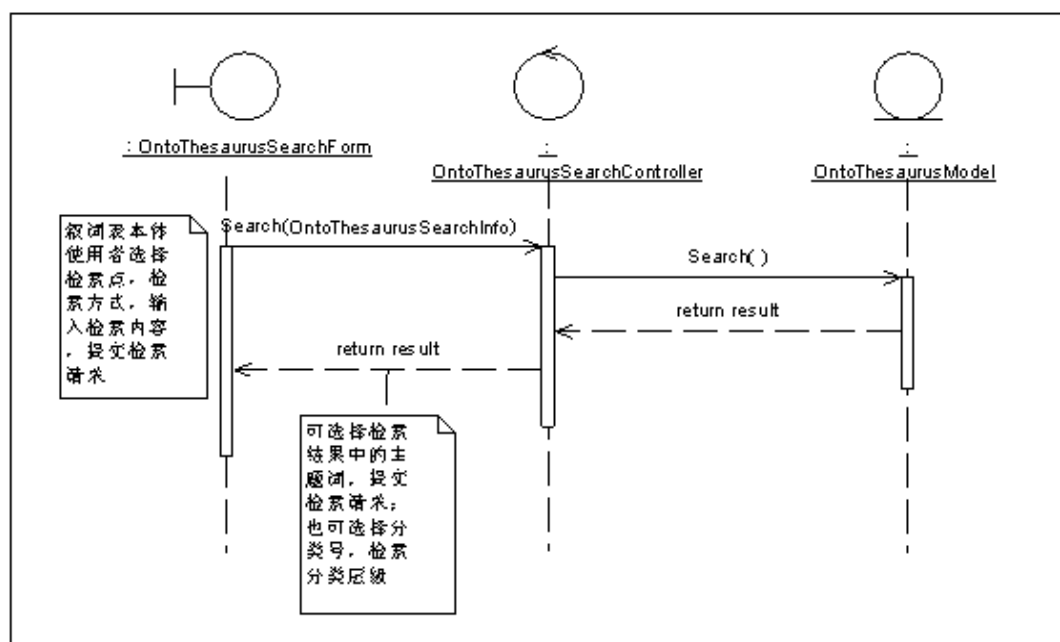 : OntoThesaurusSearchForm
:
OntoThesaurusSearchController
:
OntoThesaurusModel
叙词表本体
使用者选择
检索点，检
索方式，输
入检索内容
，提交检索
请求
Search(OntoThesaurusSearchInfo)
Search( )
return result
return result
可选择检索
结果中的主
题词，提交
检索请求；
也可选择分
类号，检索
分类层级